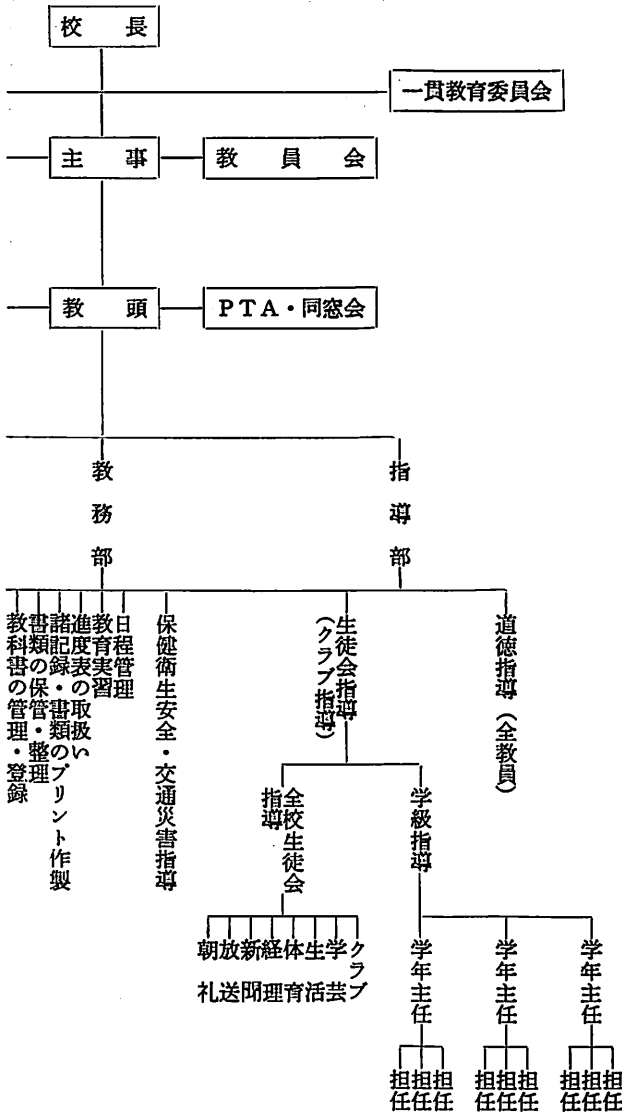 校長
一貫教育委員会
主事
教員会
教頭
PTA・同窓会
指導部
教務部
道徳指導(全教員)
生徒会指導
(クラブ指導)
保健衛生安全・交通災害指導
日程管理
教育実習
進度表の取扱い
諸記録・書類のプリント作製
書類の保管・整理
教科書の管理・登録
学級指導
全校生徒会
指導
クラブ
学芸
生活
体育
経理
新聞
放送
朝礼
学年主任
学年主任
学年主任
担任
担任
担任
担任
担任
担任
担任
担任
担任